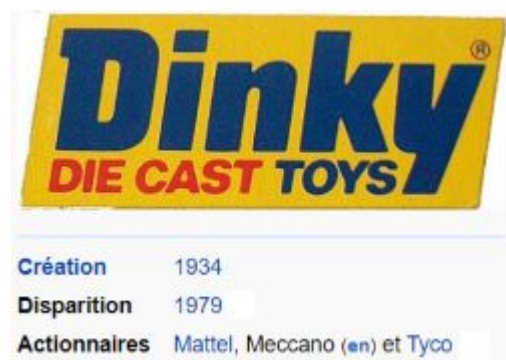 Dinky®
DIE CAST TOYS
Création 1934
Disparition 1979
Actionnaires Mattel, Meccano (en) et Tyco